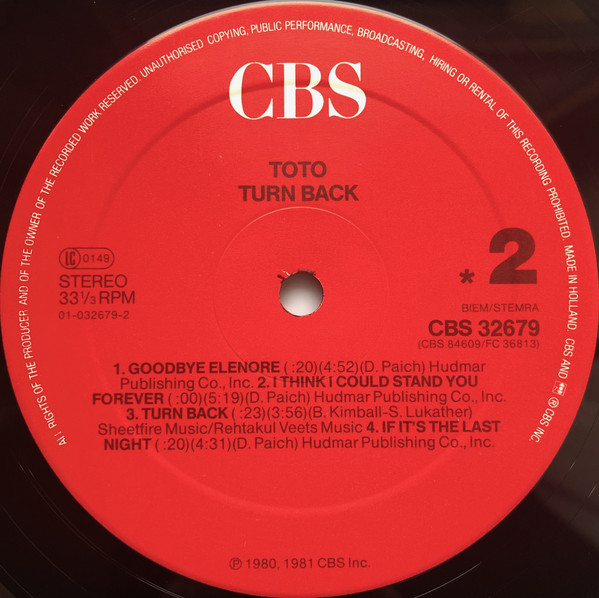 All RIGHTS OF THE PRODUCER AND OF THE OWNER OF THE RECORDED WORK RESERVED. UNAUTHORISED COPYING, PUBLIC PERFORMANCE, BROADCASTING, HIRING OR RENTAL OF THIS RECORDING PROHIBITED. MADE IN HOLLAND. CBS AND ℗ CBS INC.
CBS
TOTO
TURN BACK
LC 0149
STEREO
33⅓ RPM
01-032679-2
* 2
BIEM/STEMRA
CBS 32679
(CBS 84609/FC 36813)
1. GOODBYE ELENORE ( :20)(4:52)(D. Paich) Hudmar
Publishing Co., Inc. 2. I THINK I COULD STAND YOU
FOREVER ( :00)(5:19)(D. Paich) Hudmar Publishing Co., Inc.
3. TURN BACK ( :23)(3:56)(B. Kimball-S. Lukather)
Sheetfire Music/Rehtakul Veets Music 4. IF IT'S THE LAST
NIGHT ( :20)(4:31)(D. Paich) Hudmar Publishing Co., Inc.
℗ 1980, 1981 CBS Inc.